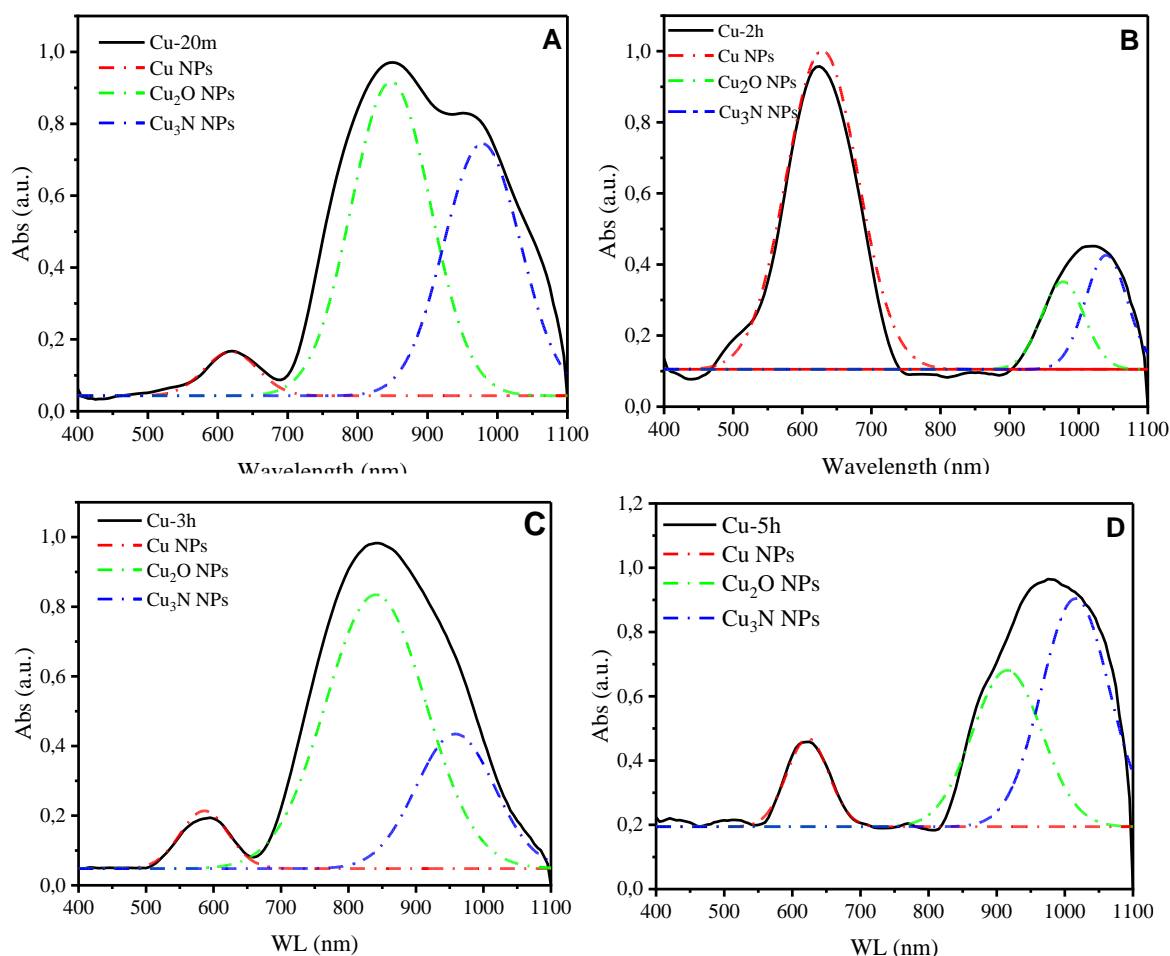 A
Cu-20m
Cu NPs
Cu₂O NPs
Cu₃N NPs
Abs (a.u.)
1,0
0,8
0,6
0,4
0,2
0,0
400 500 600 700 800 900 1000 1100
Wavelength (nm)
B
Cu-2h
Cu NPs
Cu₂O NPs
Cu₃N NPs
Abs (a.u.)
1,0
0,8
0,6
0,4
0,2
0,0
400 500 600 700 800 900 1000 1100
Wavelength (nm)
C
Cu-3h
Cu NPs
Cu₂O NPs
Cu₃N NPs
Abs (a.u.)
1,0
0,8
0,6
0,4
0,2
0,0
400 500 600 700 800 900 1000 1100
WL (nm)
D
Cu-5h
Cu NPs
Cu₂O NPs
Cu₃N NPs
Abs (a.u.)
1,2
1,0
0,8
0,6
0,4
0,2
0,0
400 500 600 700 800 900 1000 1100
WL (nm)